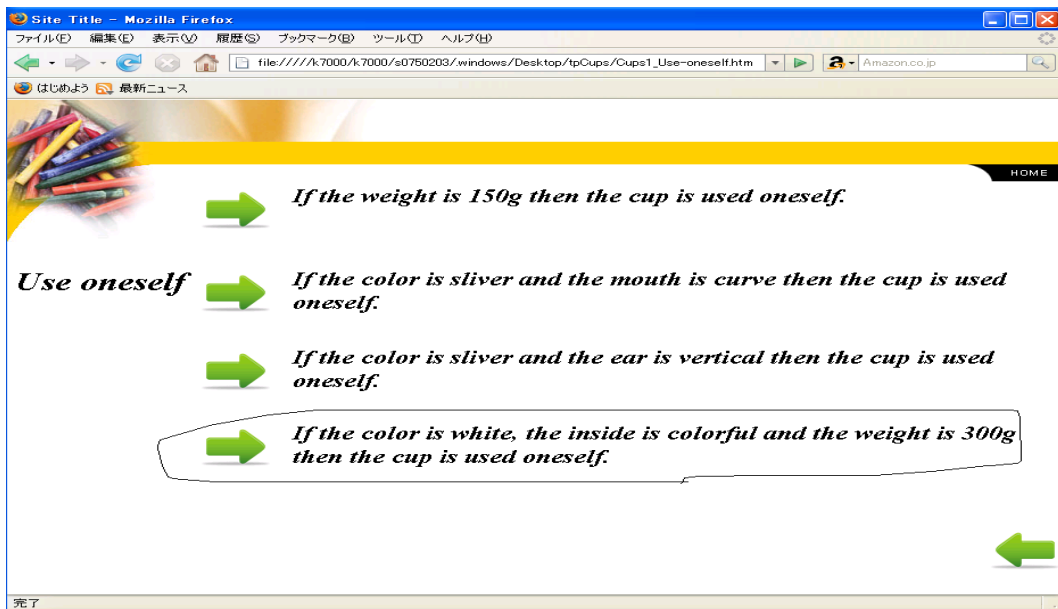 Site Title - Mozilla Firefox
ファイル(F) 編集(E) 表示(V) 履歴(S) ブックマーク(B) ツール(T) ヘルプ(H)
file://///k7000/k7000/s0750203/.windows/Desktop/tpCups/Cups1_Use-oneself.htm
Amazon.co.jp
はじめよう 最新ニュース
HOME
If the weight is 150g then the cup is used oneself.
Use oneself
If the color is sliver and the mouth is curve then the cup is used
oneself.
If the color is sliver and the ear is vertical then the cup is used
oneself.
If the color is white, the inside is colorful and the weight is 300g
then the cup is used oneself.
完了